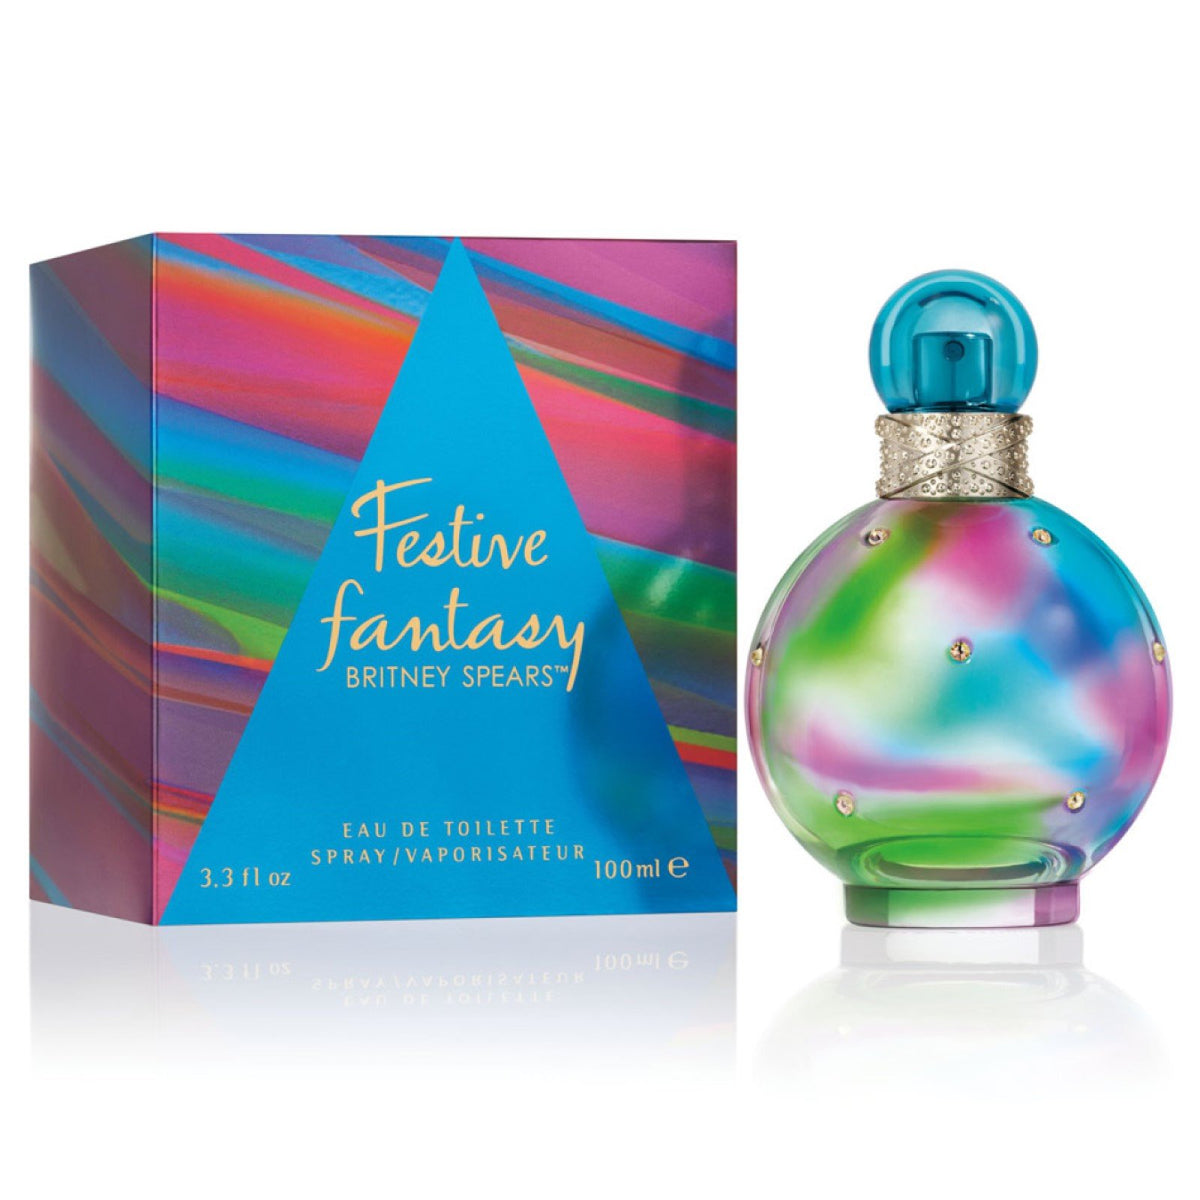 Festive
fantasy
BRITNEY SPEARS™
EAU DE TOILETTE
SPRAY/VAPORISATEUR
3.3 fl oz
100ml ℮